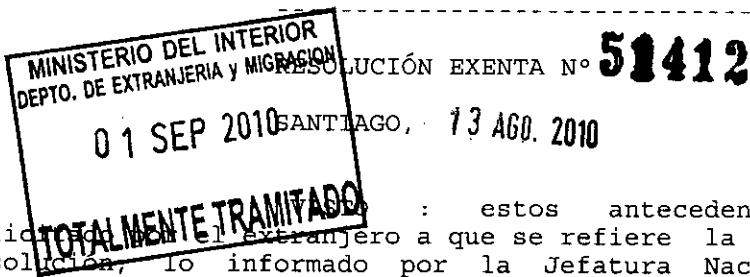 MINISTERIO DEL INTERIOR
DEPTO. DE EXTRANJERIA y MIGRACION
RESOLUCIÓN EXENTA Nº 51412
01 SEP 2010
SANTIAGO, 13 AGO. 2010
TOTALMENTE TRAMITADO
: estos anteceden
el extranjero a que se refiere la
lo informado por la Jefatura Nac